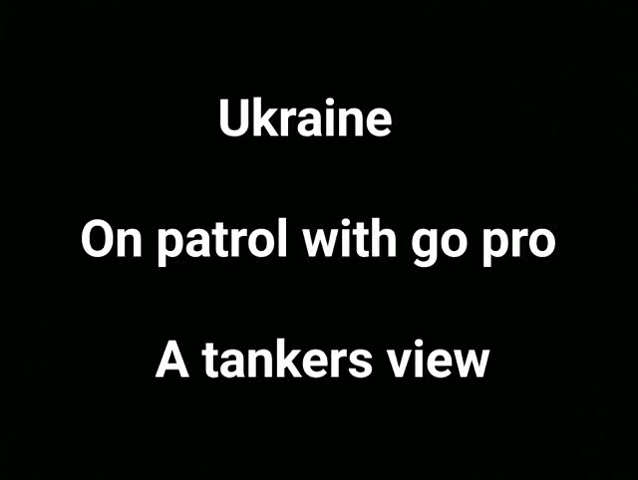 Ukraine
On patrol with go pro
A tankers view